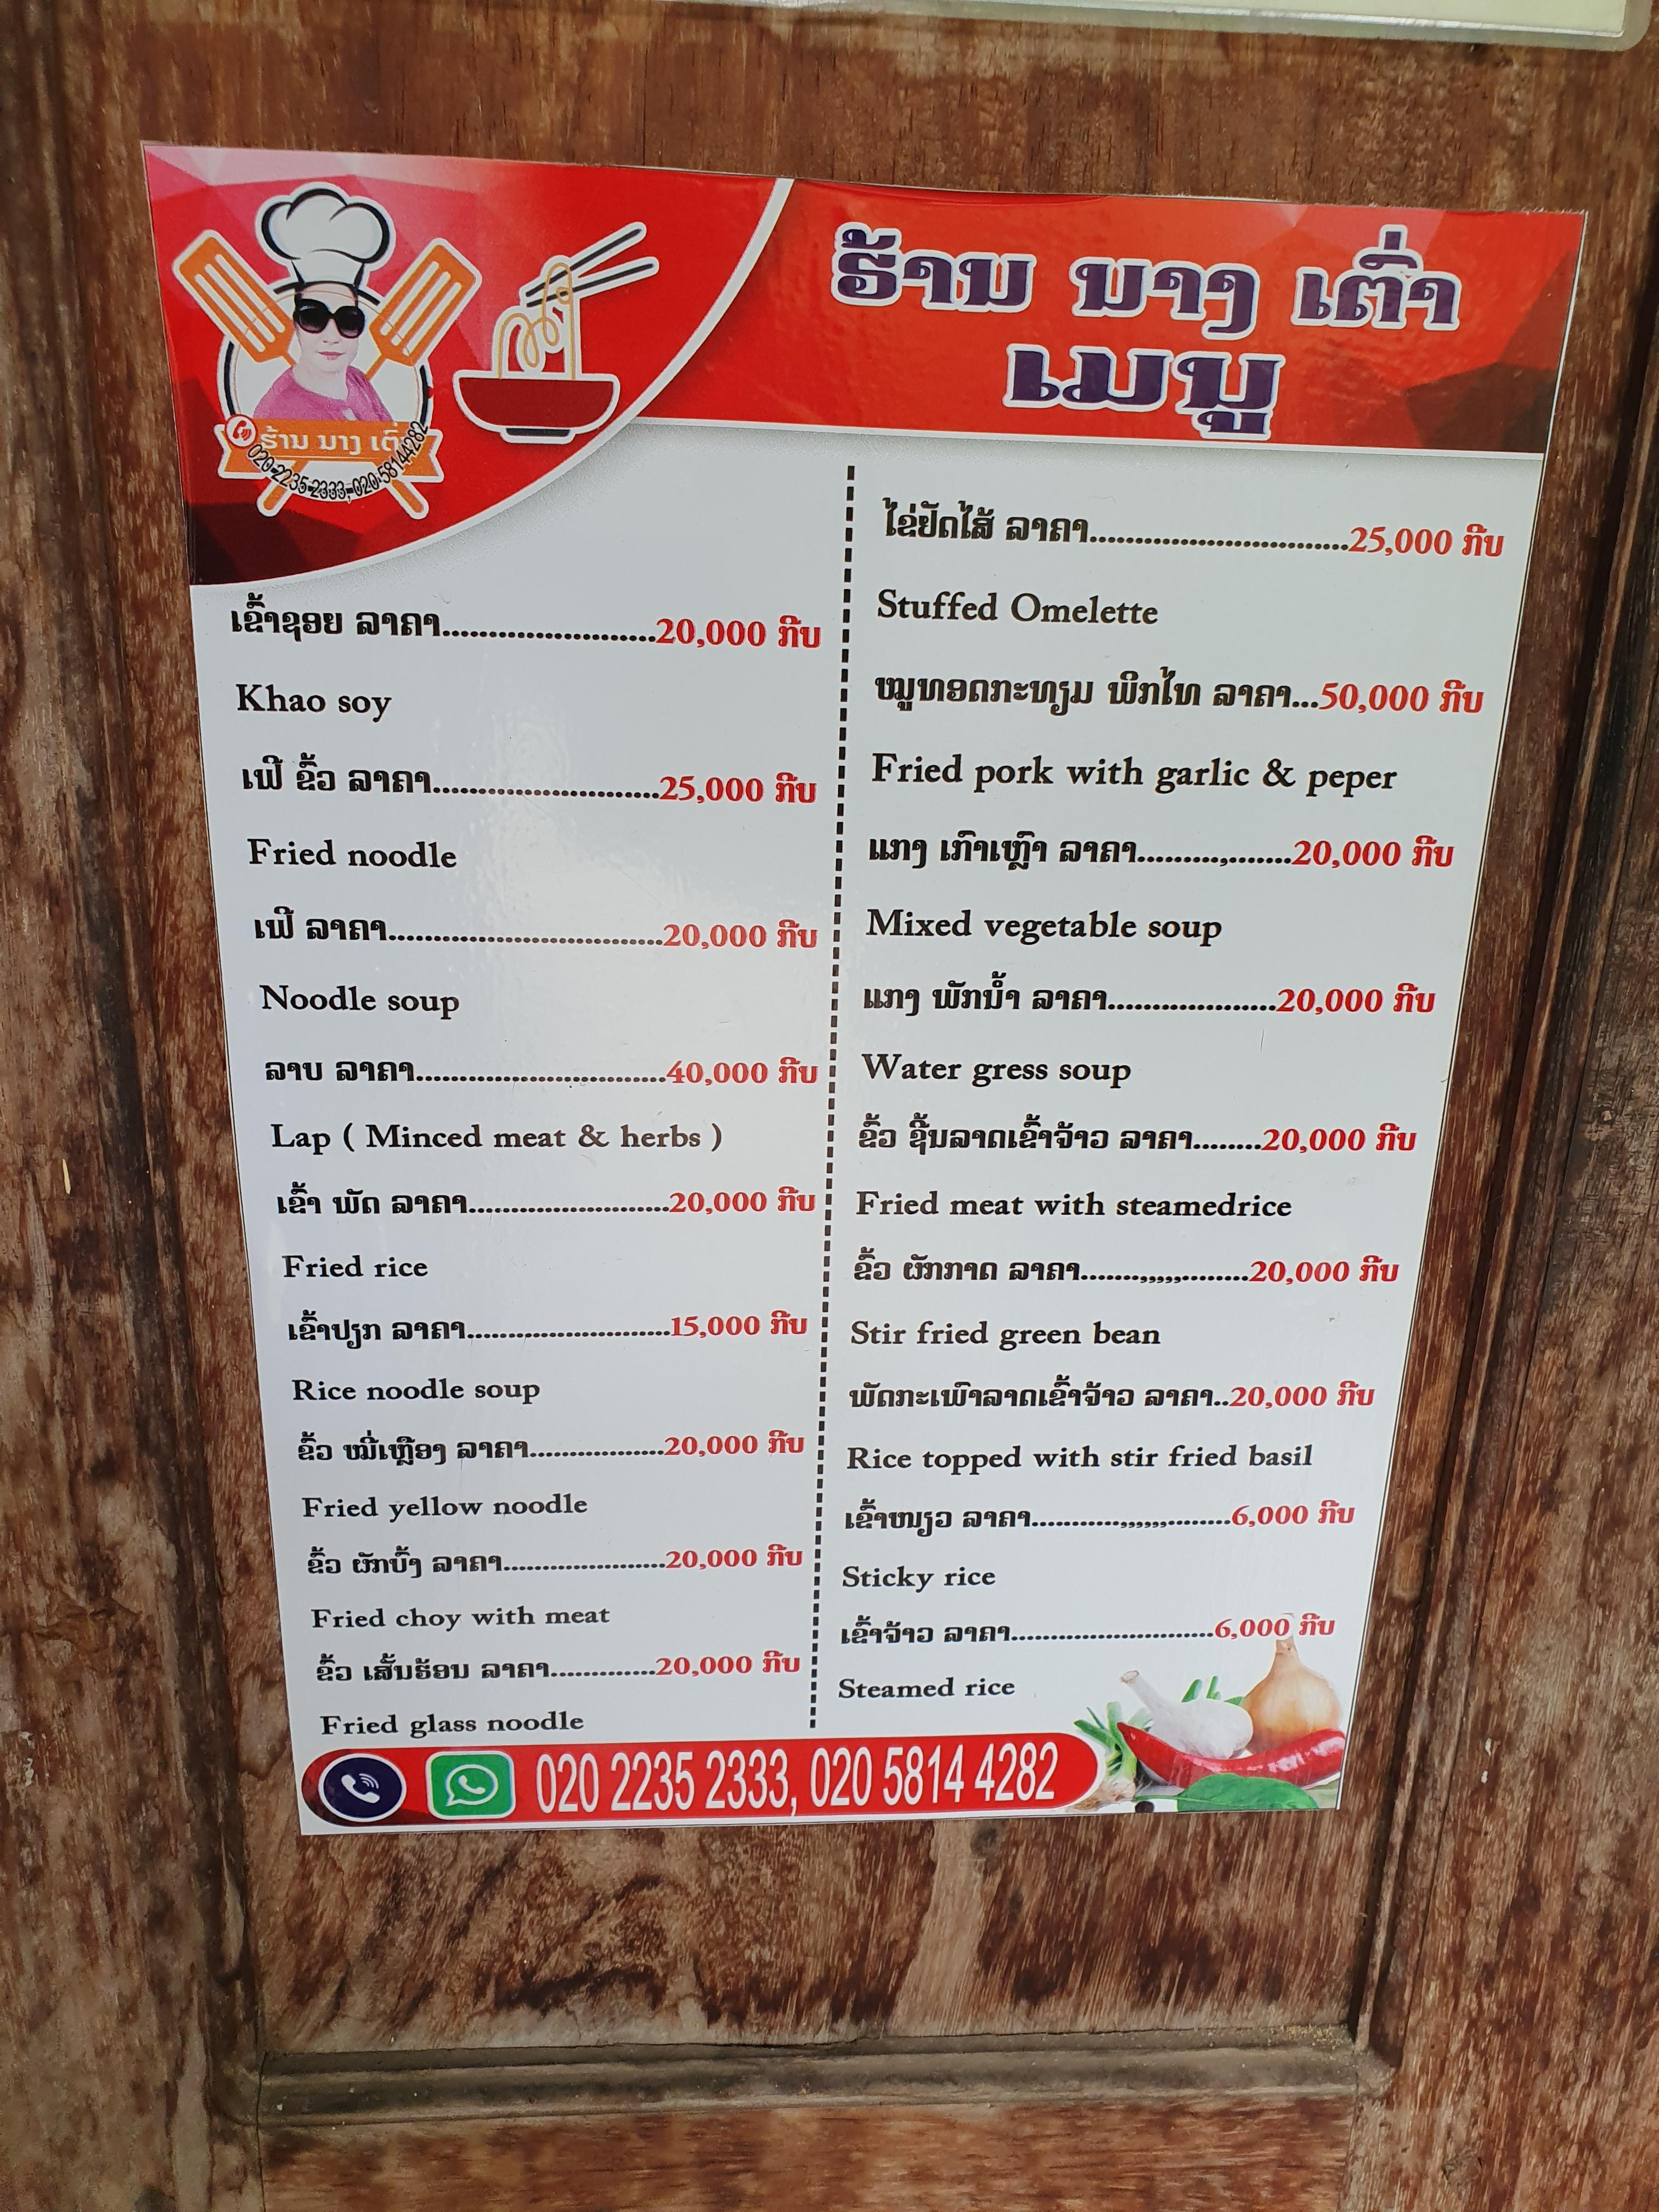 ຮ້ານ ນາງ ເຕົ່າ
ເມນູ
ຮ້ານ ນາງ
020-2235-2333, 020-58144282
ເຂົ້າຊອຍ ລາຄາ........................20,000 ກີບ
Khao soy
ເຝີ ຂົ້ວ ລາຄາ.........................25,000 ກີບ
Fried noodle
ເຝີ ລາຄາ..............................20,000 ກີບ
Noodle soup
ລາບ ລາຄາ............................40,000 ກີບ
Lap ( Minced meat & herbs )
ເຂົ້າ ພັດ ລາຄາ.......................20,000 ກີບ
Fried rice
ເຂົ້າປຽກ ລາຄາ........................15,000 ກີບ
Rice noodle soup
ຂົ້ວ ໝີ່ເຫຼືອງ ລາຄາ.................20,000 ກີບ
Fried yellow noodle
ຂົ້ວ ຜັກບົ້ງ ລາຄາ.....................20,000 ກີບ
Fried choy with meat
ຂົ້ວ ເສັ້ນຮ້ອນ ລາຄາ.............20,000 ກີບ
Fried glass noodle
ໄຂ່ຢັດໄສ້ ລາຄາ.............................25,000 ກີບ
Stuffed Omelette
ໝູທອດກະທຽມ ພິກໄທ ລາຄາ...50,000 ກີບ
Fried pork with garlic & peper
ແກງ ເກົາເຫຼົາ ລາຄາ.........,.......20,000 ກີບ
Mixed vegetable soup
ແກງ ພັກນ້ຳ ລາຄາ...................20,000 ກີບ
Water gress soup
ຂົ້ວ ຊີ້ນລາດເຂົ້າຈ້າວ ລາຄາ........20,000 ກີບ
Fried meat with steamedrice
ຂົ້ວ ຜັກກາດ ລາຄາ.......,,,,,........20,000 ກີບ
Stir fried green bean
ພັດກະເພົາລາດເຂົ້າຈ້າວ ລາຄາ..20,000 ກີບ
Rice topped with stir fried basil
ເຂົ້າໜຽວ ລາຄາ...........,,,,,,........6,000 ກີບ
Sticky rice
ເຂົ້າຈ້າວ ລາຄາ..........................6,000 ກີບ
Steamed rice
020 2235 2333, 020 5814 4282